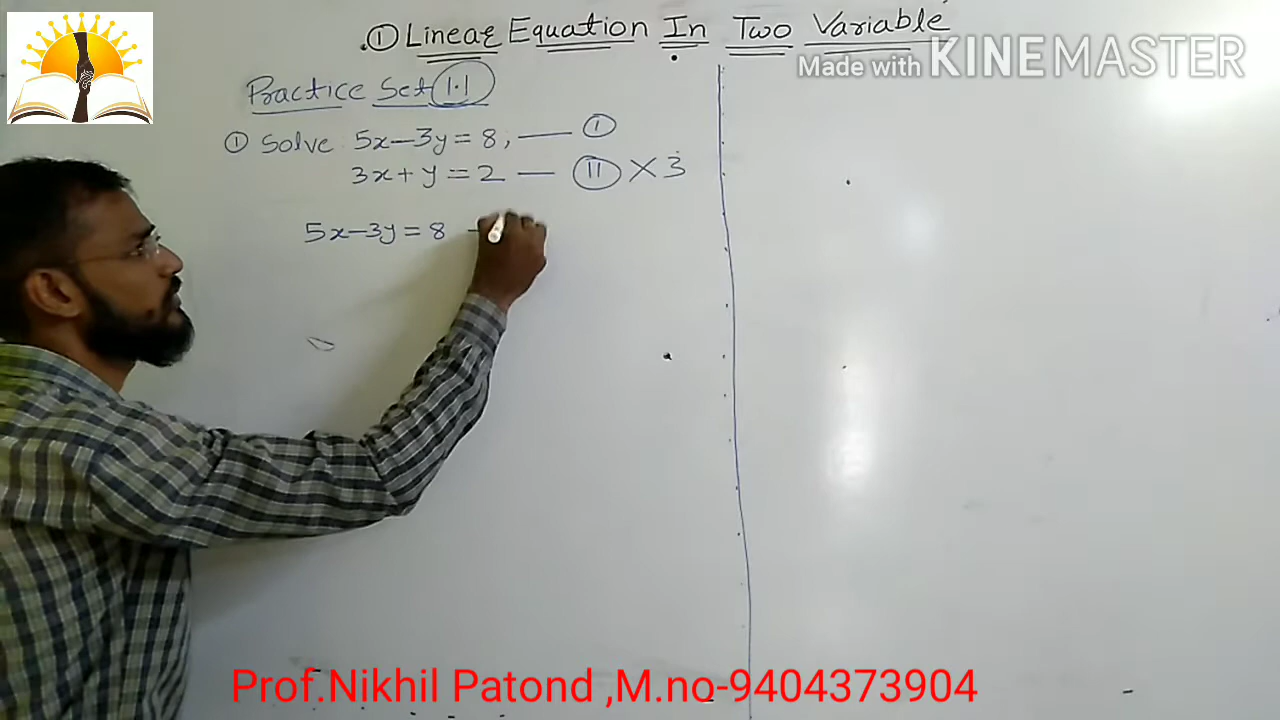 ① Linear Equation In Two Variable
Made with KINEMASTER
Practice Set 1.1
① Solve 5x-3y=8; — ①
3x+y=2 — II ×3
5x-3y=8 -
Prof.Nikhil Patond ,M.no-9404373904